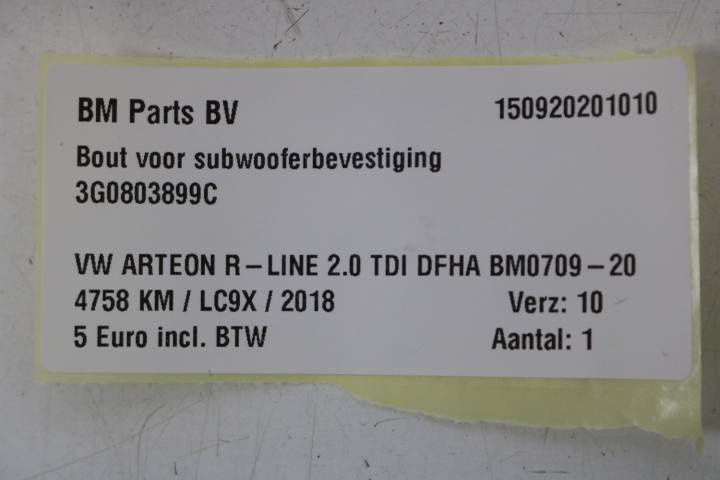 BM Parts BV 150920201010
Bout voor subwooferbevestiging
3G0803899C
VW ARTEON R-LINE 2.0 TDI DFHA BM0709-20
4758 KM / LC9X / 2018 Verz: 10
5 Euro incl. BTW Aantal: 1